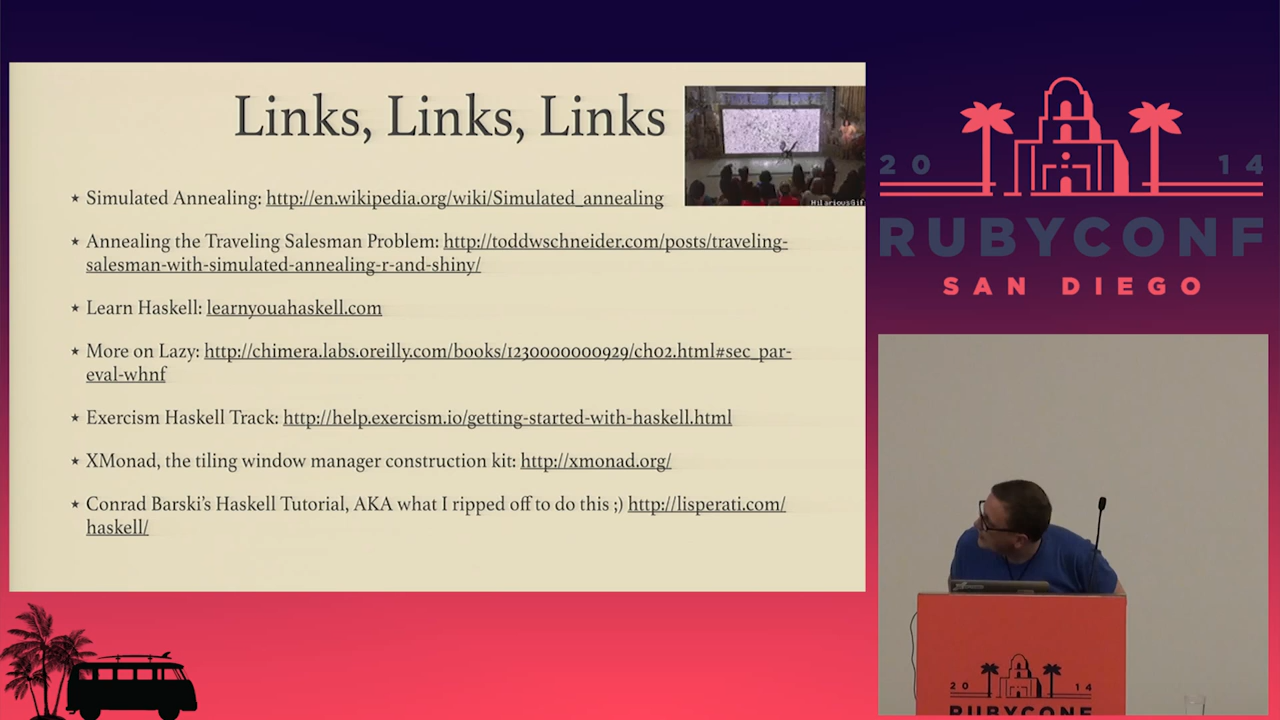 Links, Links, Links
HilariousGif
★ Simulated Annealing: http://en.wikipedia.org/wiki/Simulated_annealing
★ Annealing the Traveling Salesman Problem: http://toddwschneider.com/posts/traveling-
salesman-with-simulated-annealing-r-and-shiny/
★ Learn Haskell: learnyouahaskell.com
★ More on Lazy: http://chimera.labs.oreilly.com/books/1230000000929/ch02.html#sec_par-
eval-whnf
★ Exercism Haskell Track: http://help.exercism.io/getting-started-with-haskell.html
★ XMonad, the tiling window manager construction kit: http://xmonad.org/
★ Conrad Barski's Haskell Tutorial, AKA what I ripped off to do this ;) http://lisperati.com/
haskell/
20 14
RUBYCONF
SAN DIEGO
20 14
RUBYCONF